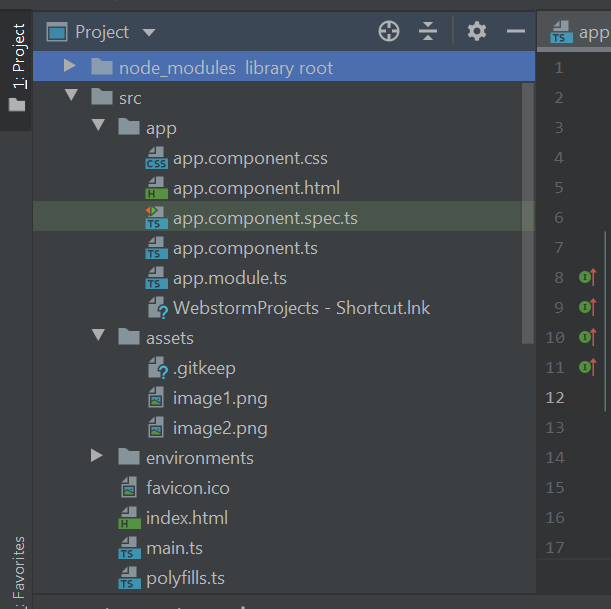 Project
app
1: Project
node_modules library root
src
app
app.component.css
app.component.html
app.component.spec.ts
app.component.ts
app.module.ts
WebstormProjects - Shortcut.lnk
assets
.gitkeep
image1.png
image2.png
environments
favicon.ico
index.html
main.ts
polyfills.ts
Favorites
1
2
3
4
5
6
7
8
9
10
11
12
13
14
15
16
17